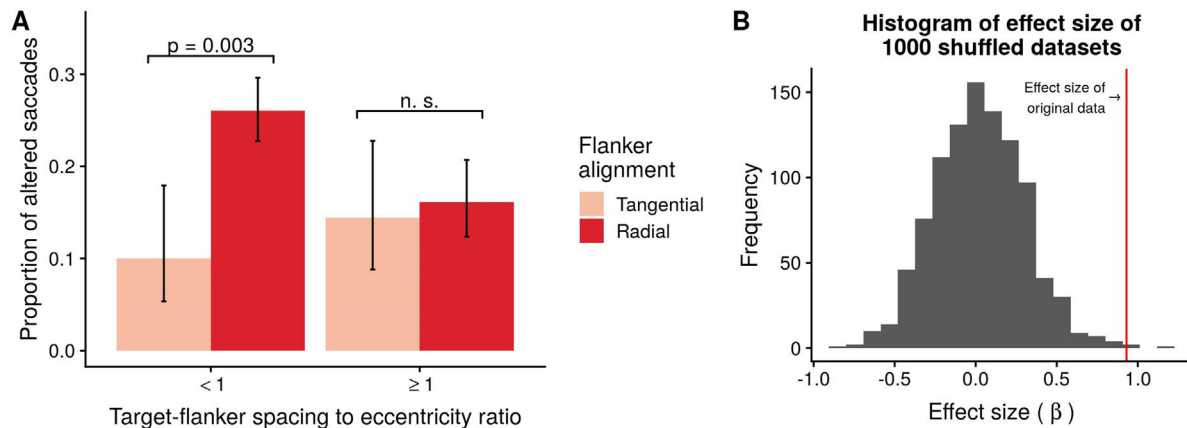 A
Proportion of altered saccades
0.3
0.2
0.1
0.0
p = 0.003
n. s.
< 1
≥ 1
Target-flanker spacing to eccentricity ratio
Flanker
alignment
Tangential
Radial
B
Histogram of effect size of
1000 shuffled datasets
Frequency
150
100
50
0
Effect size of →
original data
-1.0
-0.5
0.0
0.5
1.0
Effect size ( β )